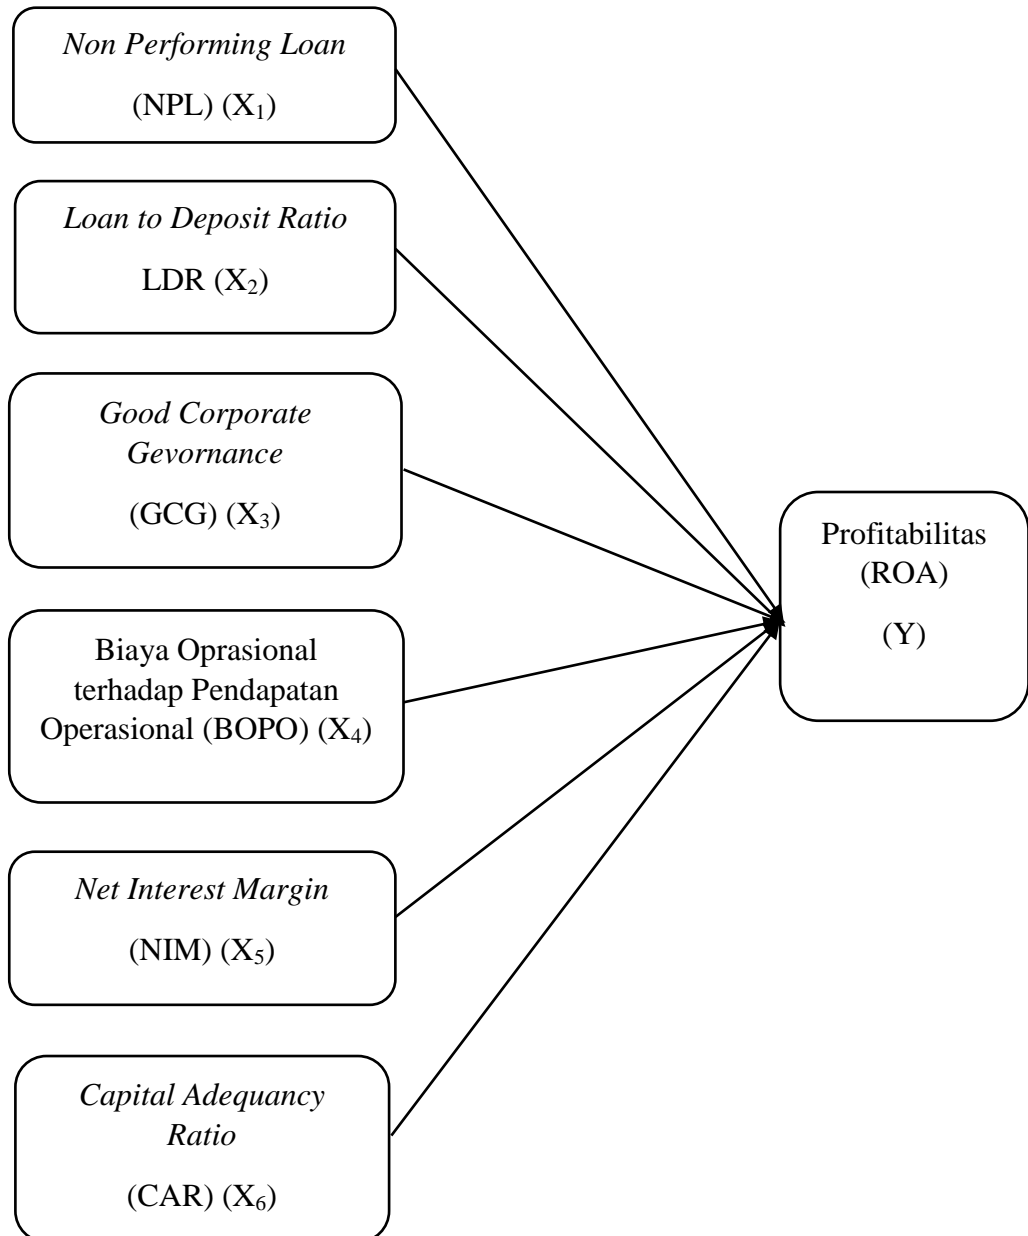 Non Performing Loan
(NPL) (X₁)
Loan to Deposit Ratio
LDR (X₂)
Good Corporate
Gevornance
(GCG) (X₃)
Biaya Oprasional
terhadap Pendapatan
Operasional (BOPO) (X₄)
Net Interest Margin
(NIM) (X₅)
Capital Adequancy
Ratio
(CAR) (X₆)
Profitabilitas
(ROA)
(Y)